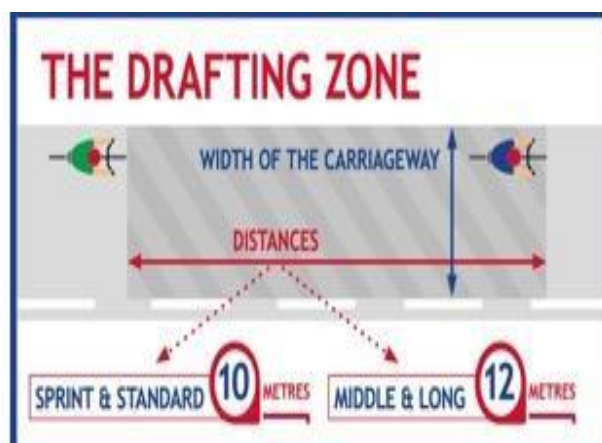 THE DRAFTING ZONE
WIDTH OF THE CARRIAGEWAY
DISTANCES
SPRINT & STANDARD 10 METRES
MIDDLE & LONG 12 METRES